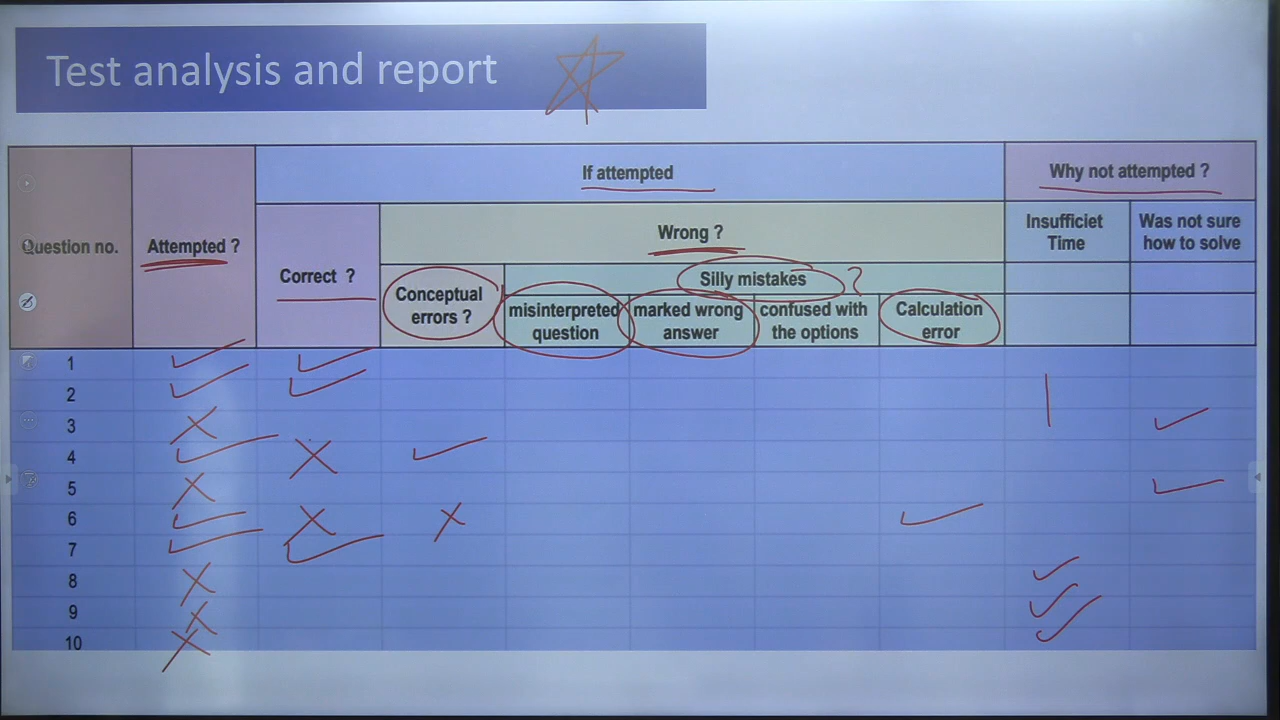 Test analysis and report
If attempted
Why not attempted ?
Question no.
Attempted ?
Correct ?
Wrong ?
Insufficiet
Time
Was not sure
how to solve
Conceptual
errors ?
Silly mistakes ?
misinterpreted
question
marked wrong
answer
confused with
the options
Calculation
error
1 ✓ ✓
2 ✓ ✓
3 ✗ ✓
4 ✓ ✗ ✓
5 ✗ ✓
6 ✓ ✗ ✗ ✓
7 ✓ ✓
8 ✗ ✓
9 ✗ ✓
10 ✗ ✓